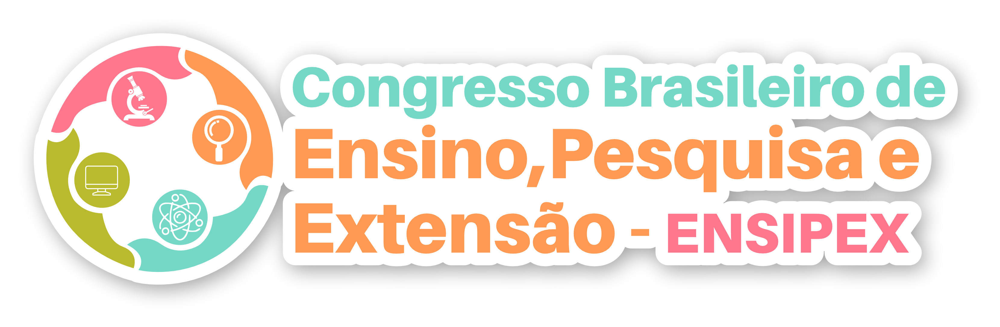 Congresso Brasileiro de
Ensino, Pesquisa e
Extensão - ENSIPEX